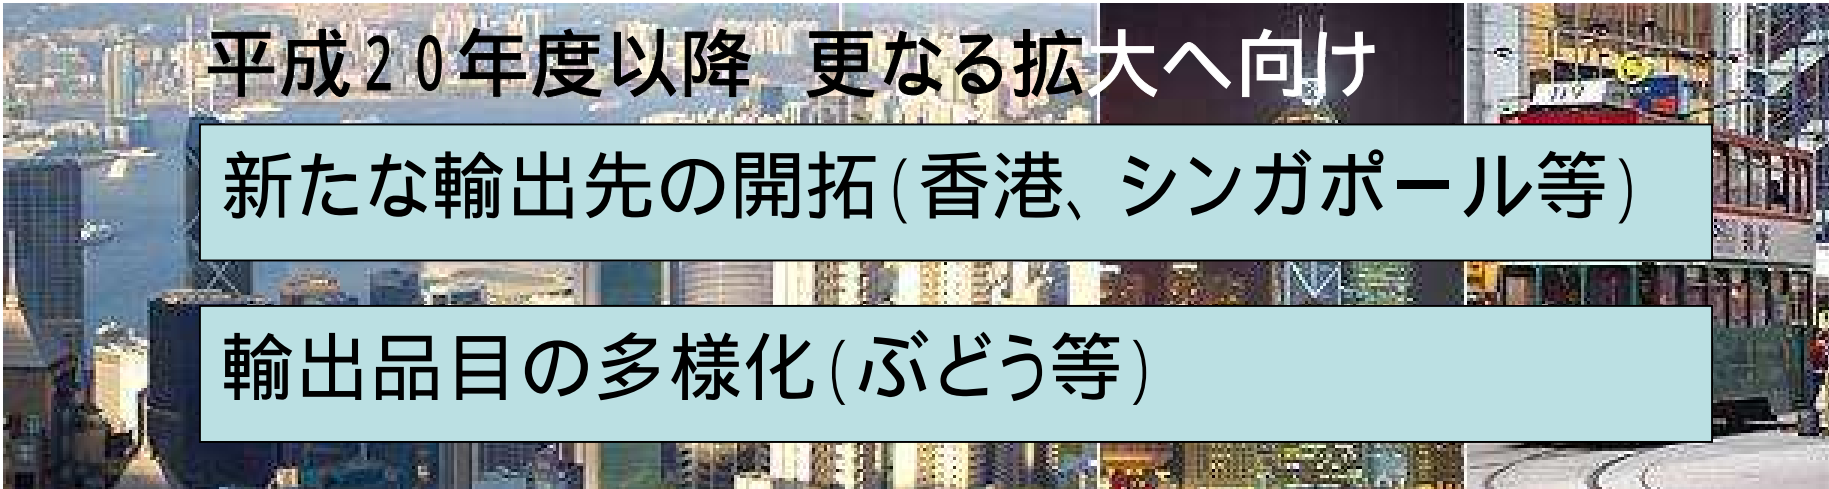 平成20年度以降　更なる拡大へ向け
新たな輸出先の開拓(香港、シンガポール等)
輸出品目の多様化(ぶどう等)